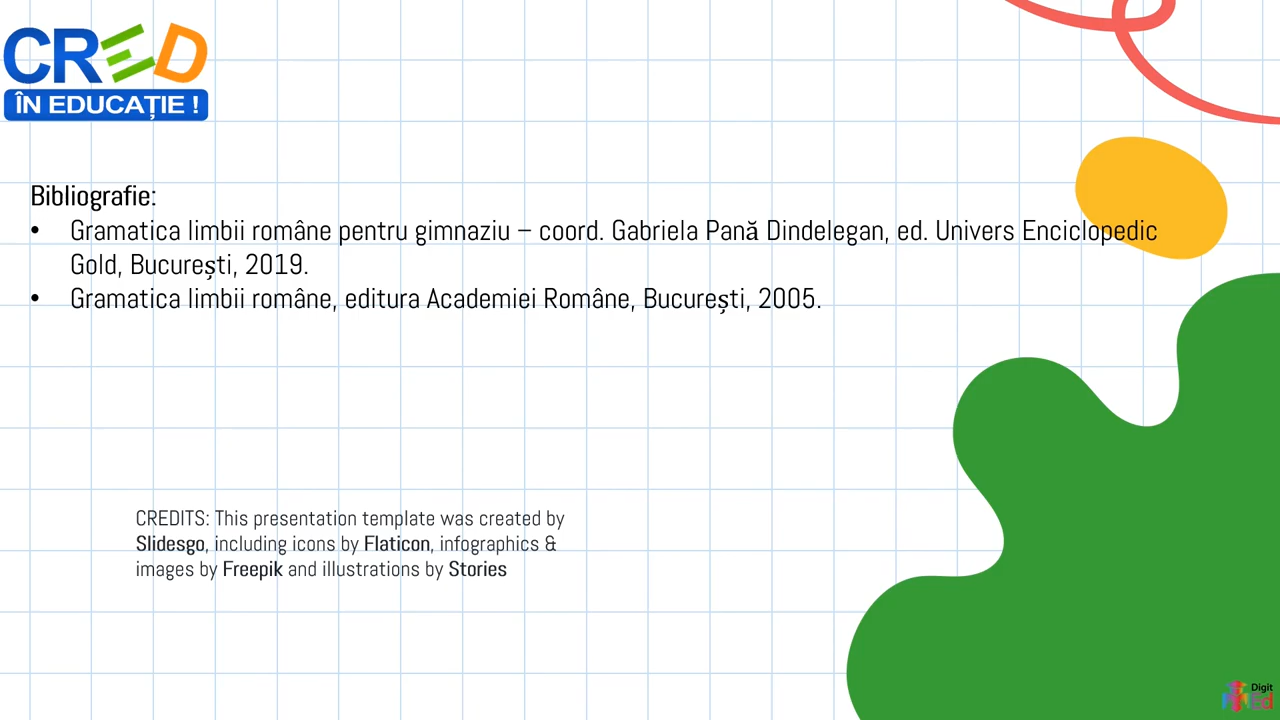 CRED
ÎN EDUCAȚIE !
Bibliografie:
• Gramatica limbii române pentru gimnaziu – coord. Gabriela Pană Dindelegan, ed. Univers Enciclopedic
Gold, București, 2019.
• Gramatica limbii române, editura Academiei Române, București, 2005.
CREDITS: This presentation template was created by
Slidesgo, including icons by Flaticon, infographics &
images by Freepik and illustrations by Stories
Digit
Ed